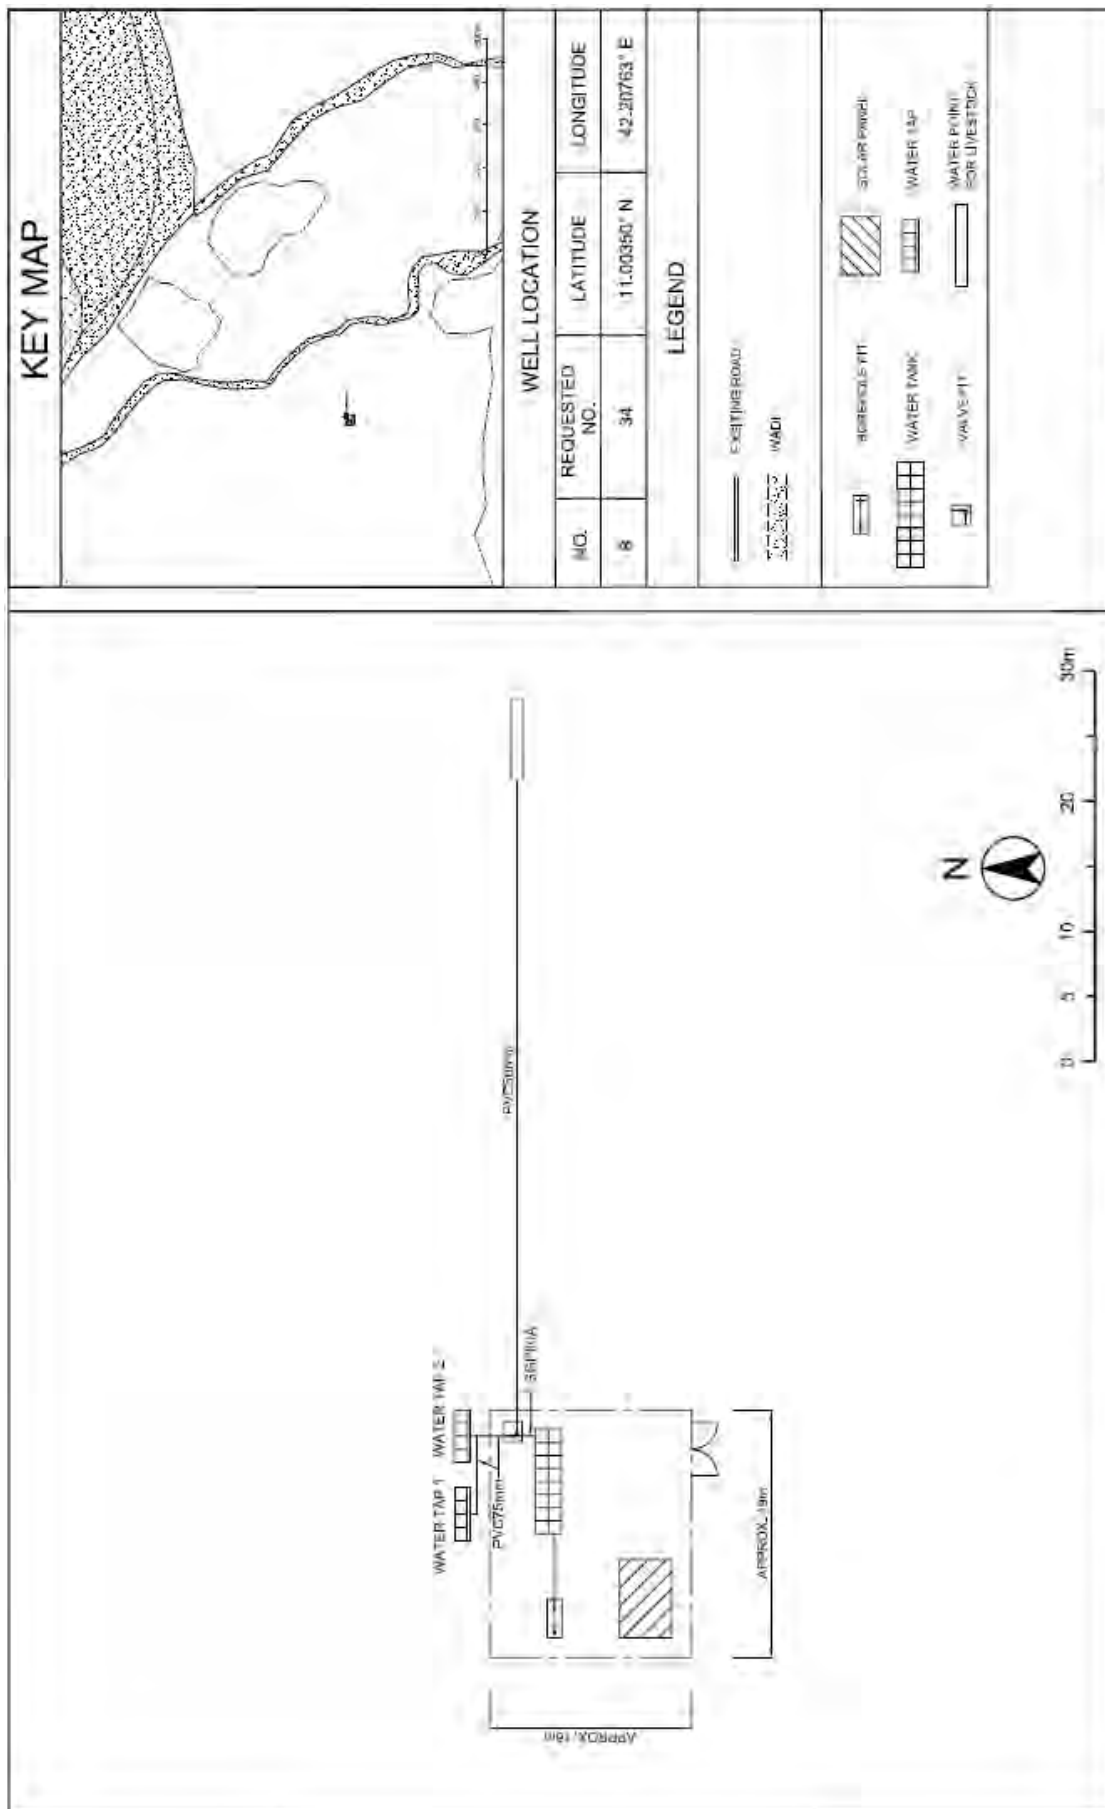 KEY MAP
WELL LOCATION
NO.
REQUESTED
NO.
LATITUDE
LONGITUDE
8
34
11.00350° N
42.20763° E
LEGEND
EXISTING ROAD
WADI
BOREHOLE PIT
SOLAR PANEL
WATER TANK
WATER TAP
VALVE PIT
WATER POINT
FOR LIVESTOCK
WATER TAP 1
WATER TAP 2
PVC75mm
SGP80A
PVC50mm
APPROX. 19m
N
0
5
10
20
30m